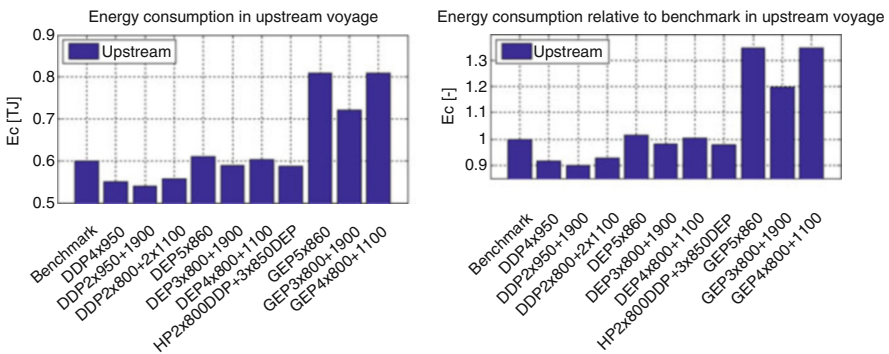 Energy consumption in upstream voyage
Ec [TJ]
0.9
0.8
0.7
0.6
0.5
Upstream
Benchmark
DDP4x950
DDP2x950+1900
DDP2x800+2x1100
DEP5x860
DEP3x800+1900
DEP4x800+1100
HP2x800DDP+3x850DEP
GEP5x860
GEP3x800+1900
GEP4x800+1100
Energy consumption relative to benchmark in upstream voyage
Ec [-]
1.3
1.2
1.1
1
0.9
Upstream
Benchmark
DDP4x950
DDP2x950+1900
DDP2x800+2x1100
DEP5x860
DEP3x800+1900
DEP4x800+1100
HP2x800DDP+3x850DEP
GEP5x860
GEP3x800+1900
GEP4x800+1100